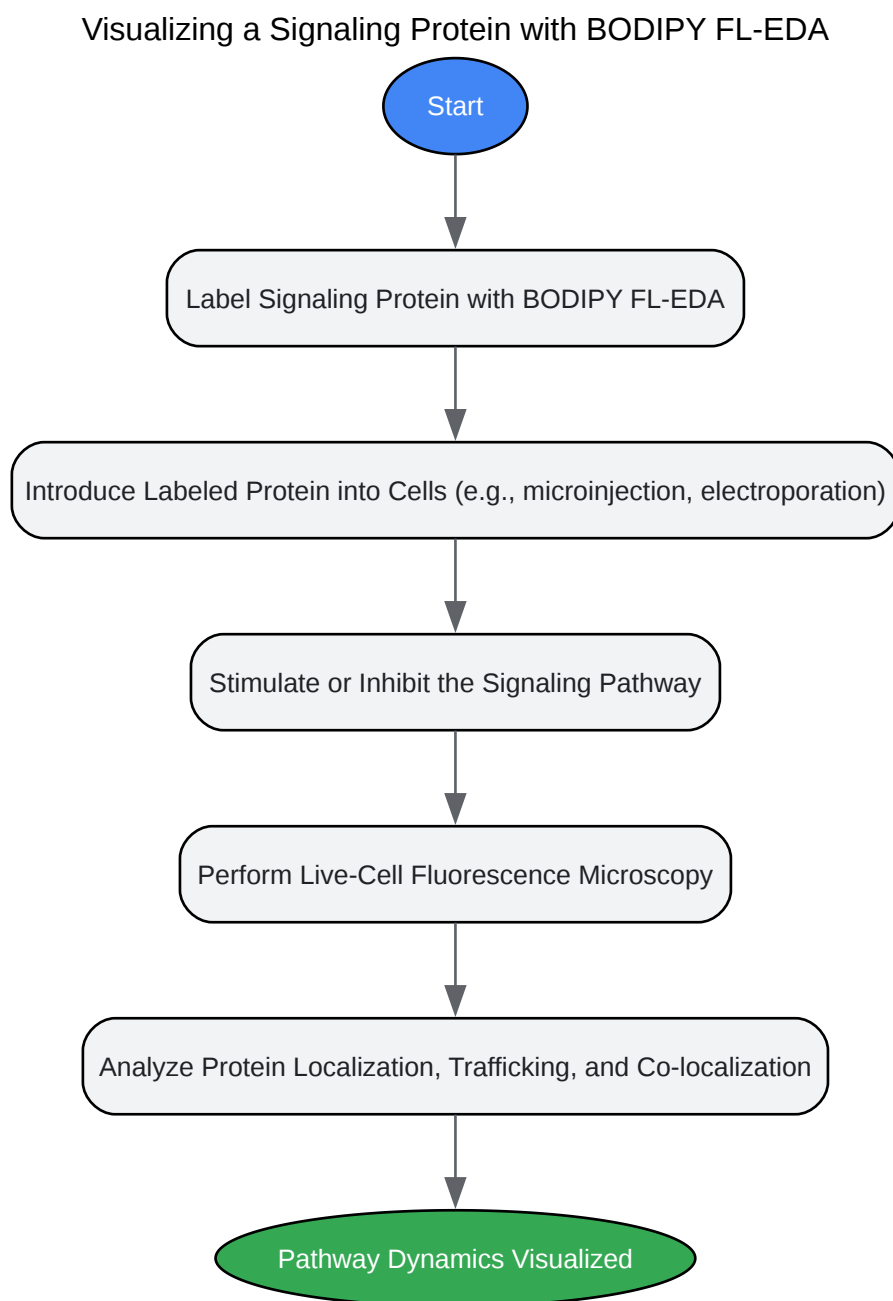 Visualizing a Signaling Protein with BODIPY FL-EDA
Start
Label Signaling Protein with BODIPY FL-EDA
Introduce Labeled Protein into Cells (e.g., microinjection, electroporation)
Stimulate or Inhibit the Signaling Pathway
Perform Live-Cell Fluorescence Microscopy
Analyze Protein Localization, Trafficking, and Co-localization
Pathway Dynamics Visualized